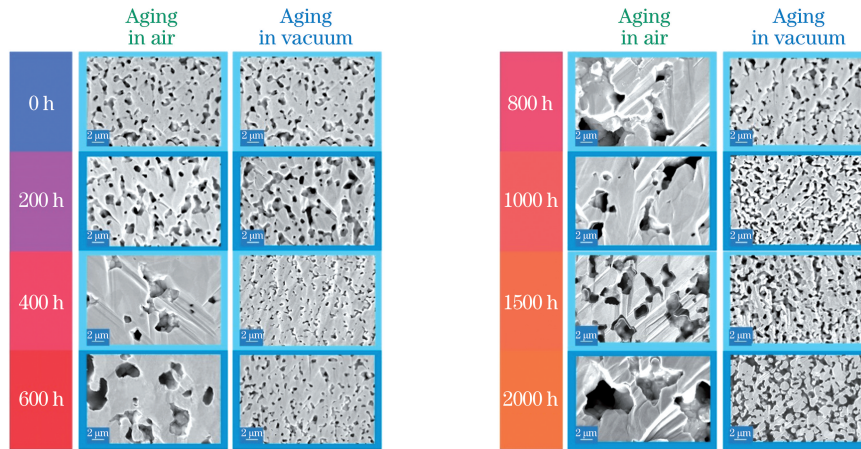 Aging
in air
Aging
in vacuum
0 h
2 μm
2 μm
200 h
2 μm
2 μm
400 h
2 μm
2 μm
600 h
2 μm
2 μm
Aging
in air
Aging
in vacuum
800 h
2 μm
2 μm
1000 h
2 μm
2 μm
1500 h
2 μm
2 μm
2000 h
2 μm
2 μm